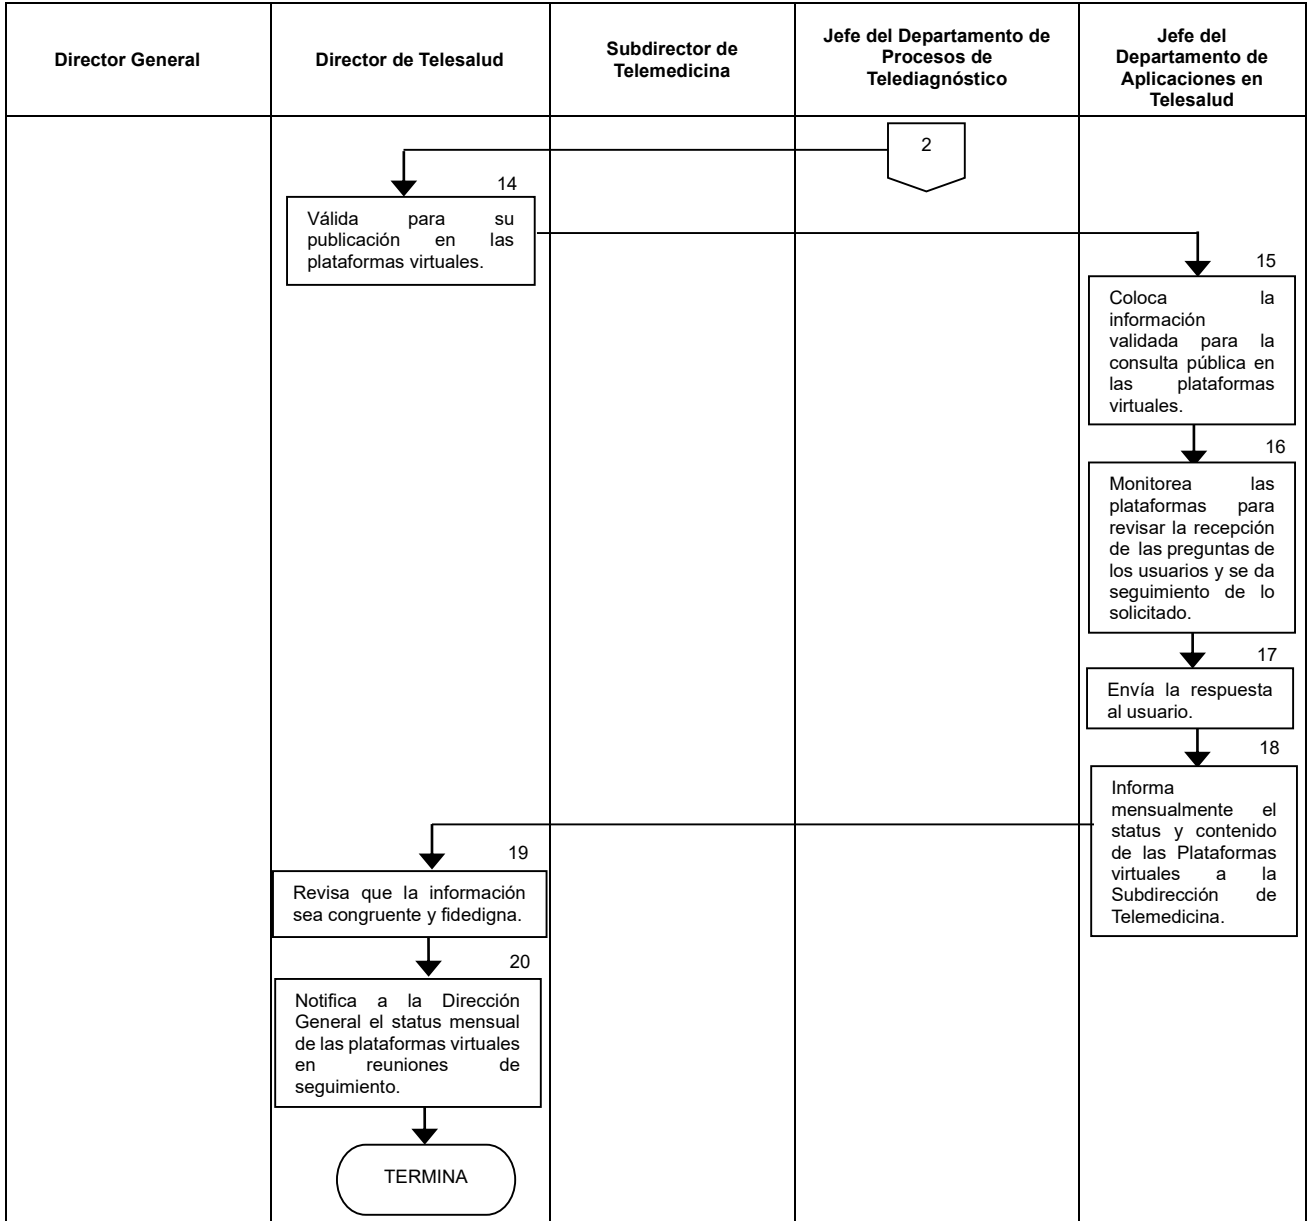 Director General
Director de Telesalud
Subdirector de
Telemedicina
Jefe del Departamento de
Procesos de
Telediagnóstico
Jefe del
Departamento de
Aplicaciones en
Telesalud
2
14
Válida para su
publicación en las
plataformas virtuales.
15
Coloca la
información
validada para la
consulta pública en
las plataformas
virtuales.
16
Monitorea las
plataformas para
revisar la recepción
de las preguntas de
los usuarios y se da
seguimiento de lo
solicitado.
17
Envía la respuesta
al usuario.
18
Informa
mensualmente el
status y contenido
de las Plataformas
virtuales a la
Subdirección de
Telemedicina.
19
Revisa que la información
sea congruente y fidedigna.
20
Notifica a la Dirección
General el status mensual
de las plataformas virtuales
en reuniones de
seguimiento.
TERMINA